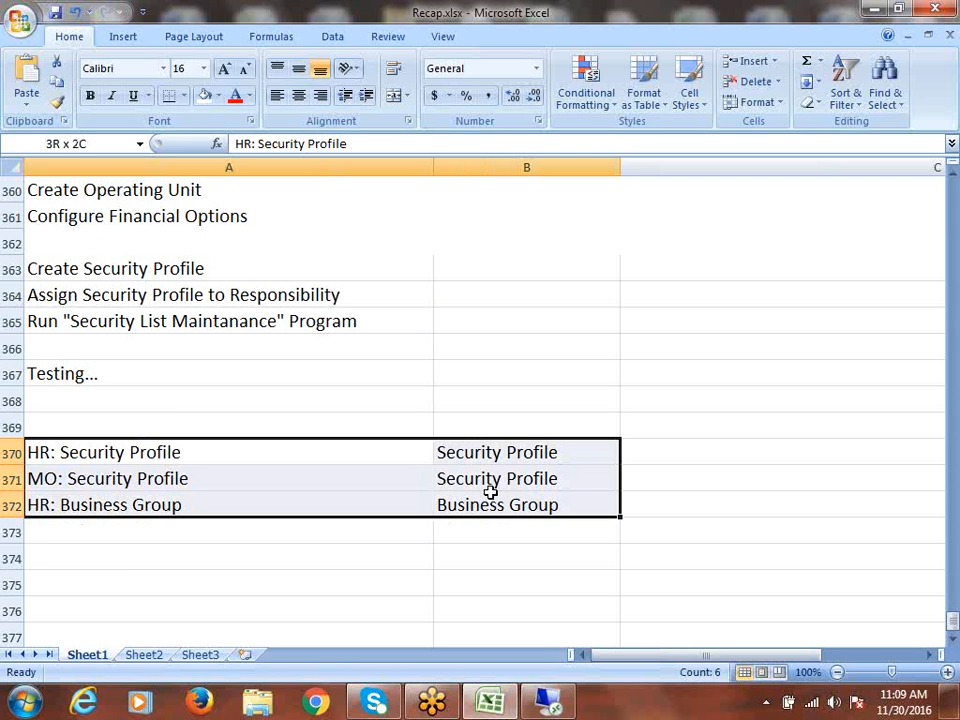 Recap.xlsx - Microsoft Excel
Home Insert Page Layout Formulas Data Review View
Paste
Clipboard
Calibri 16
B I U
Font
Alignment
General
$ % ,
Number
Conditional Formatting
Format as Table
Cell Styles
Styles
Insert
Delete
Format
Cells
Σ
Sort & Filter
Find & Select
Editing
3R x 2C fx HR: Security Profile
A B C
360 Create Operating Unit
361 Configure Financial Options
362
363 Create Security Profile
364 Assign Security Profile to Responsibility
365 Run "Security List Maintanance" Program
366
367 Testing...
368
369
370 HR: Security Profile Security Profile
371 MO: Security Profile Security Profile
372 HR: Business Group Business Group
373
374
375
376
377
Sheet1 Sheet2 Sheet3
Ready Count: 6 100%
11:09 AM
11/30/2016